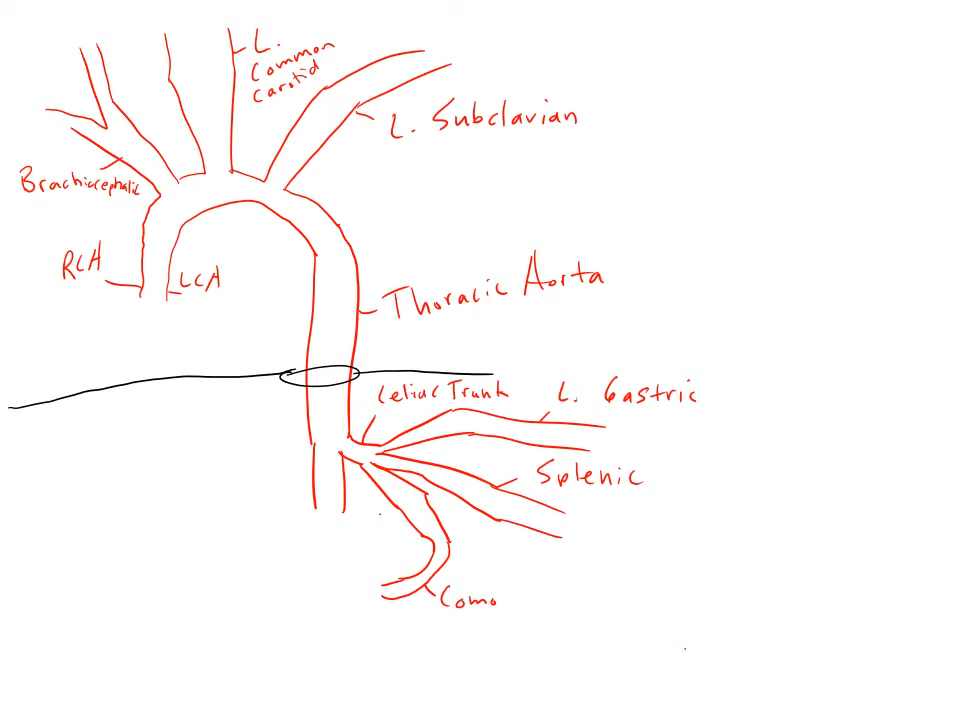 L.
Common
Carotid
L. Subclavian
Brachiocephalic
RCA
LCA
Thoracic Aorta
Celiac Trunk
L. Gastric
Splenic
Como